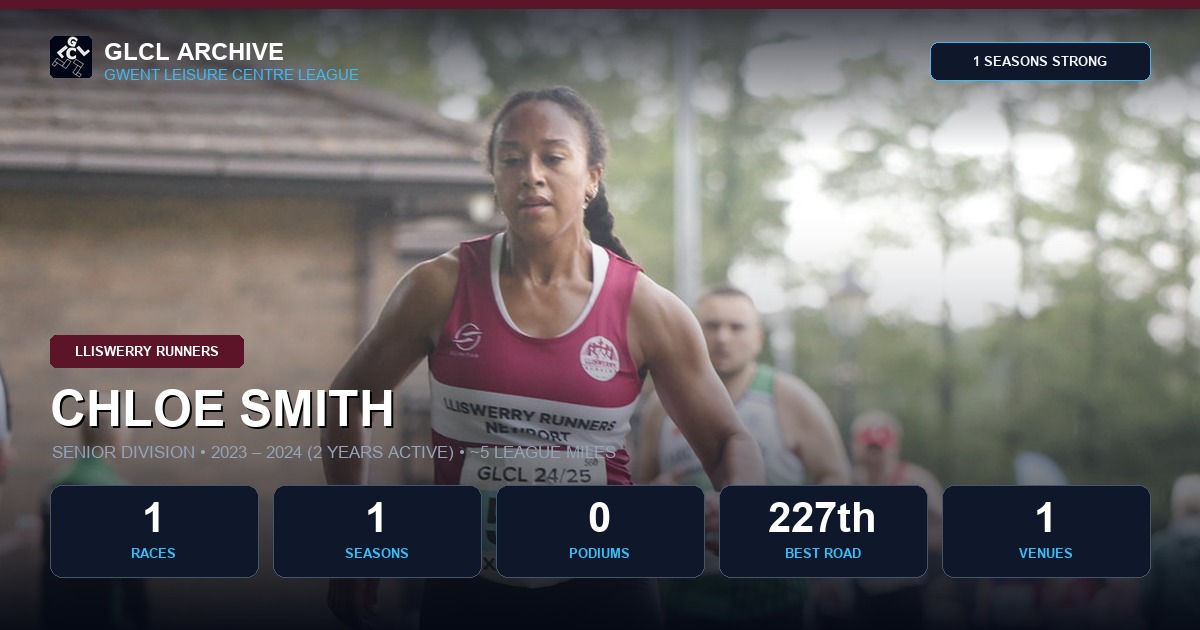 GLCL ARCHIVE
GWENT LEISURE CENTRE LEAGUE
1 SEASONS STRONG
LLISWERRY RUNNERS
CHLOE SMITH
SENIOR DIVISION • 2023 – 2024 (2 YEARS ACTIVE) • ~5 LEAGUE MILES
LLISWERRY RUNNERS
NEWPORT
GLCL 24/25
1
RACES
1
SEASONS
0
PODIUMS
227th
BEST ROAD
1
VENUES